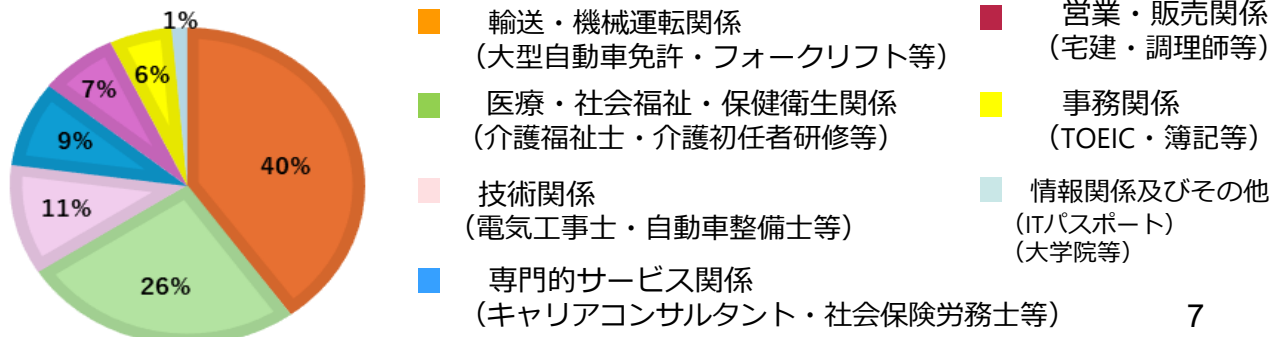 1%
6%
7%
9%
11%
26%
40%
輸送・機械運転関係
（大型自動車免許・フォークリフト等）
医療・社会福祉・保健衛生関係
（介護福祉士・介護初任者研修等）
技術関係
（電気工事士・自動車整備士等）
専門的サービス関係
（キャリアコンサルタント・社会保険労務士等）
営業・販売関係
（宅建・調理師等）
事務関係
（TOEIC・簿記等）
情報関係及びその他
（ITパスポート）
（大学院等）
7